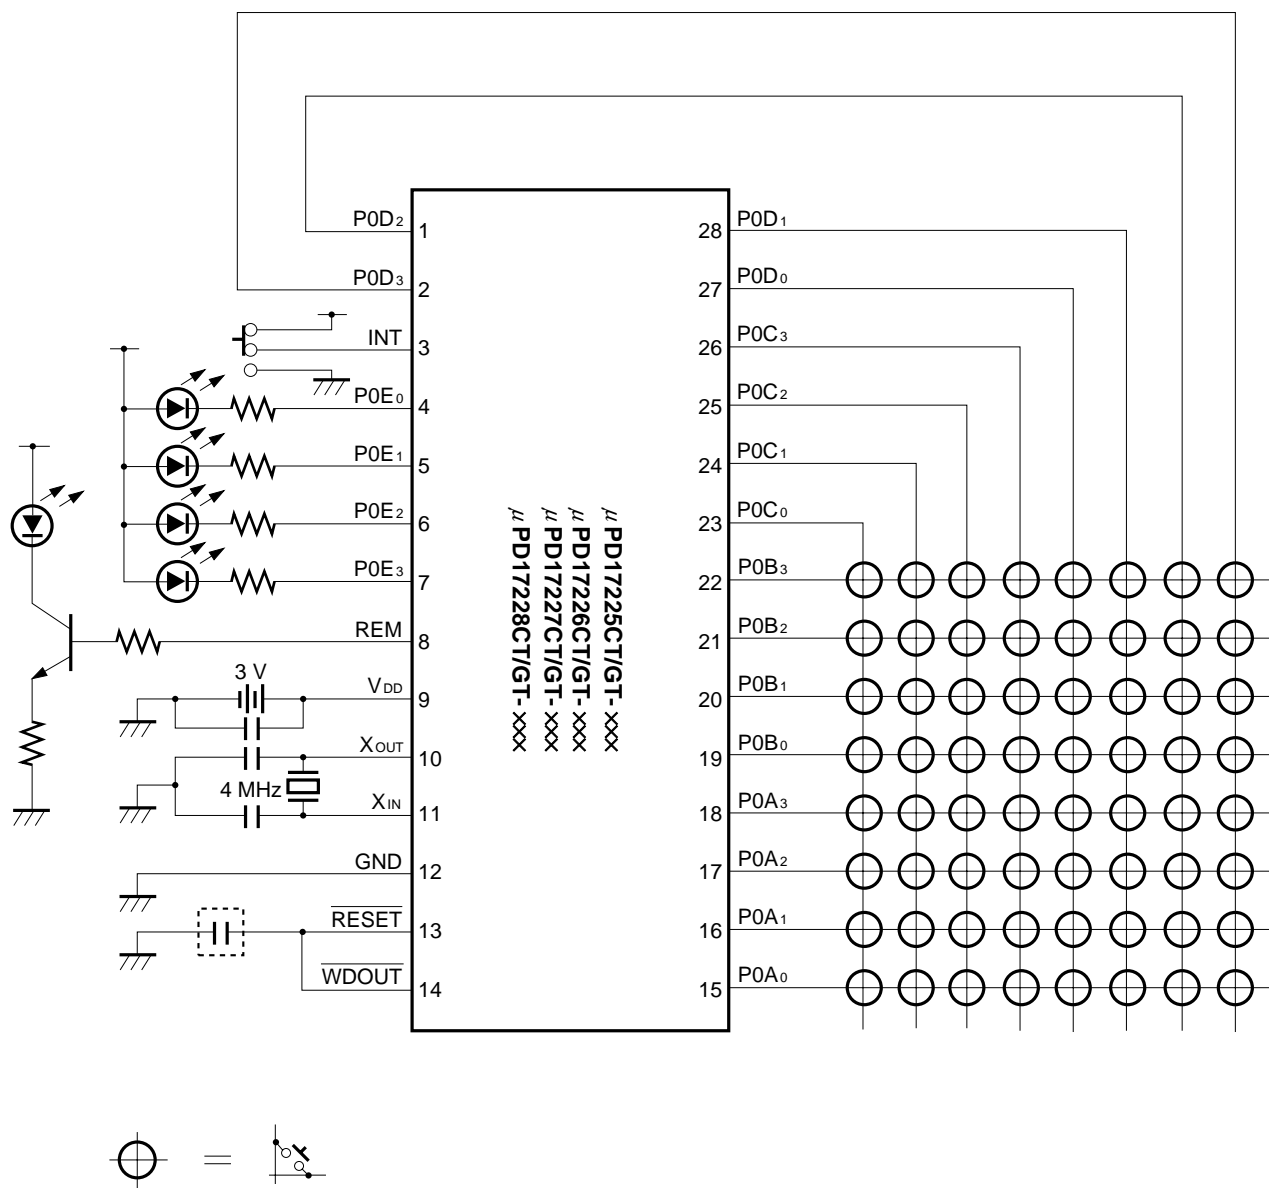 P0D2
1
28
P0D1
P0D3
2
27
P0D0
INT
3
26
P0C3
P0E0
4
25
P0C2
P0E1
5
24
P0C1
P0E2
6
23
P0C0
P0E3
7
22
P0B3
REM
8
21
P0B2
3 V
VDD
9
20
P0B1
XOUT
10
19
P0B0
4 MHz
XIN
11
18
P0A3
GND
12
17
P0A2
RESET
13
16
P0A1
WDOUT
14
15
P0A0
μPD17225CT/GT-×××
μPD17226CT/GT-×××
μPD17227CT/GT-×××
μPD17228CT/GT-×××
=